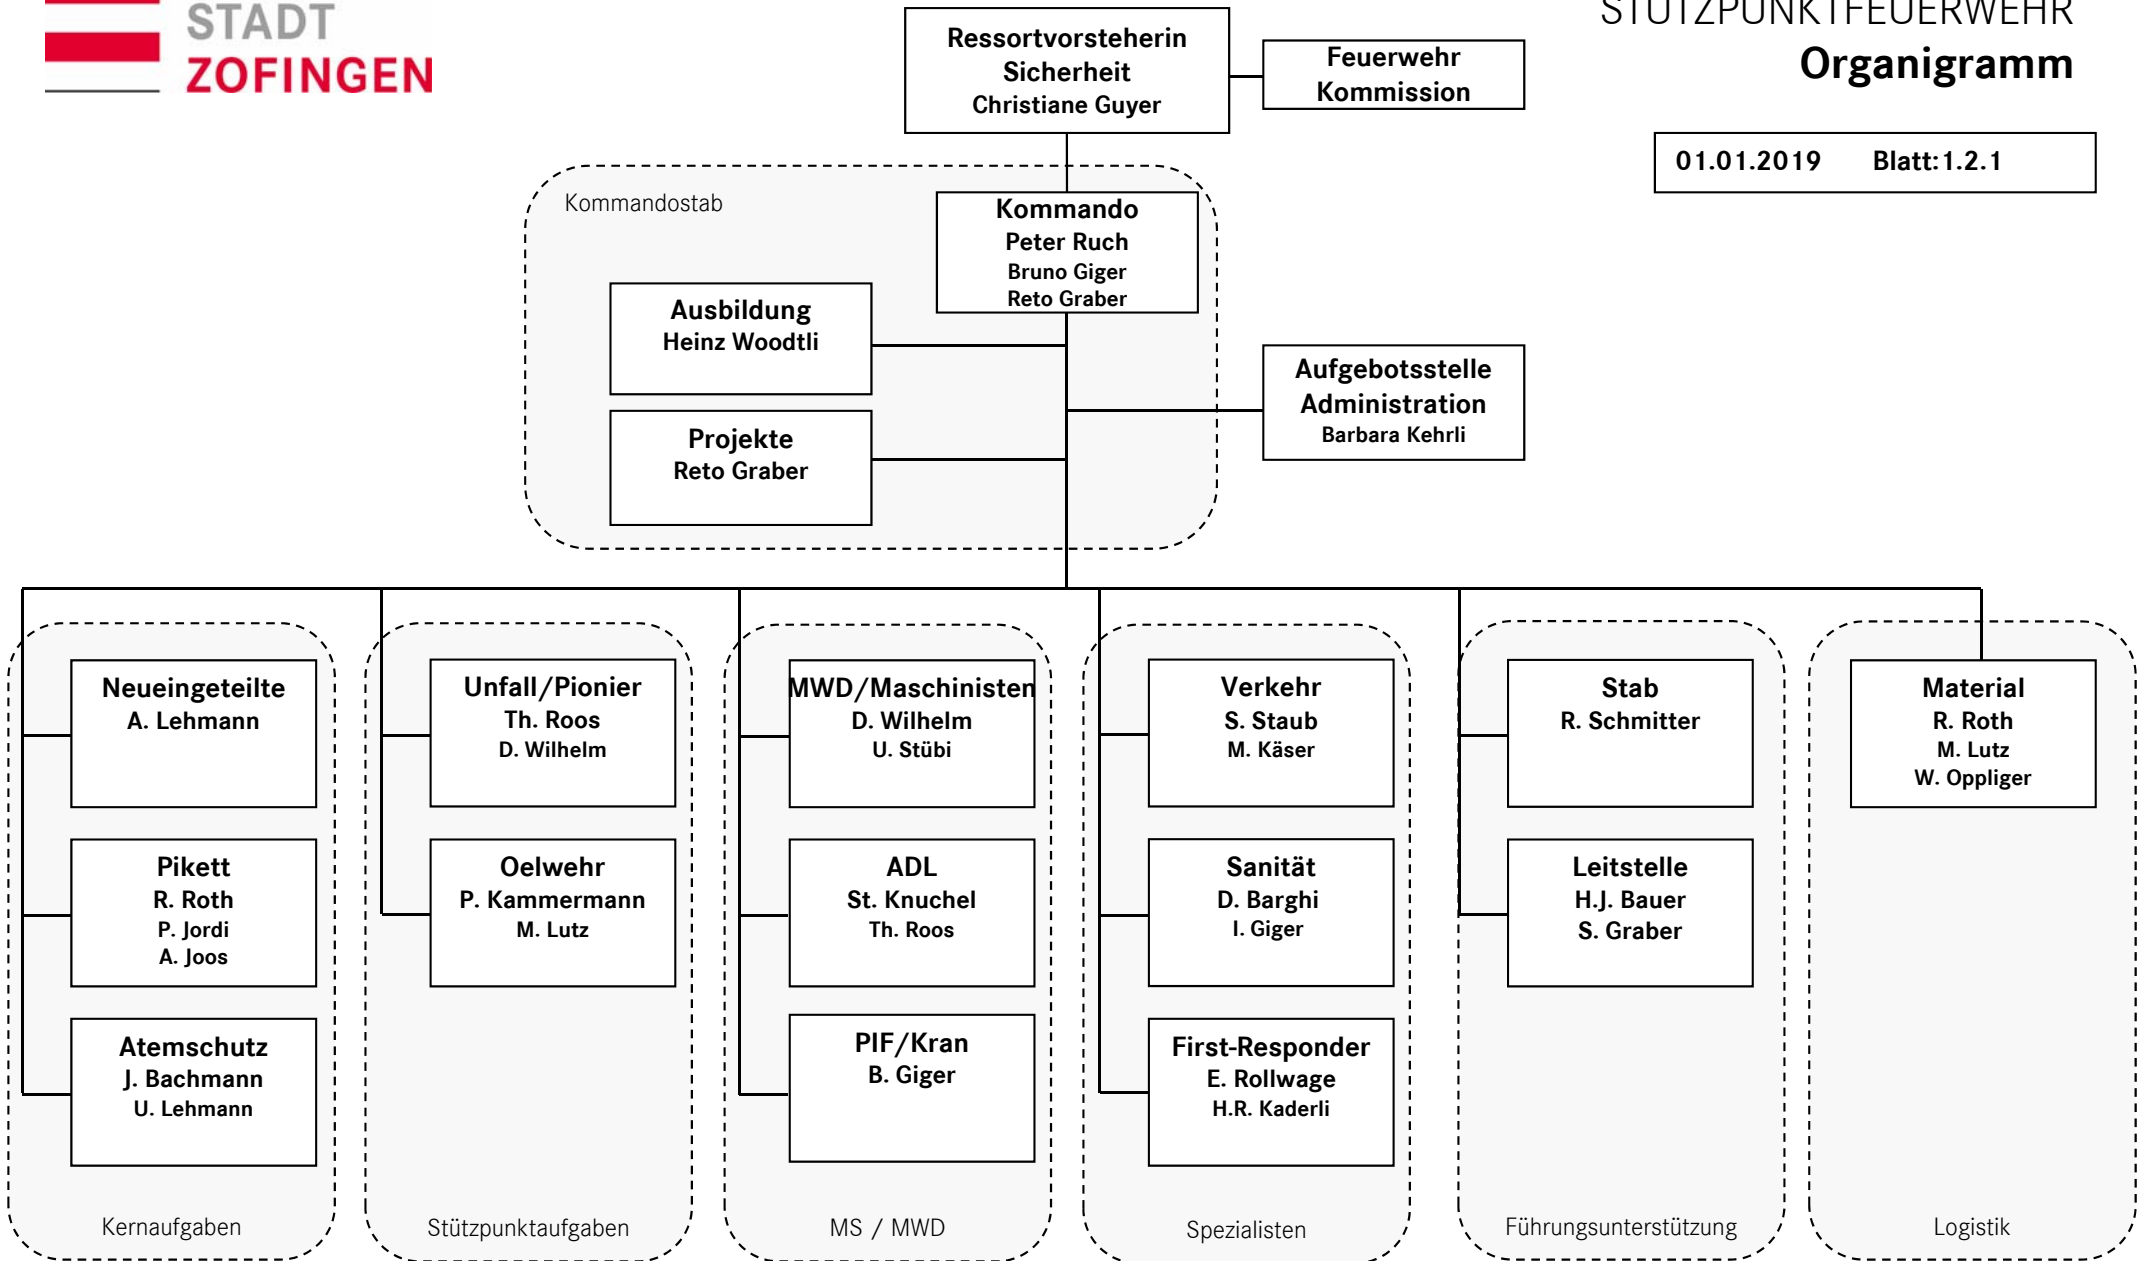 STADT
ZOFINGEN
STÜTZPUNKTFEUERWEHR
Organigramm
01.01.2019 Blatt:1.2.1
Ressortvorsteherin
Sicherheit
Christiane Guyer
Feuerwehr
Kommission
Kommandostab
Kommando
Peter Ruch
Bruno Giger
Reto Graber
Ausbildung
Heinz Woodtli
Projekte
Reto Graber
Aufgebotsstelle
Administration
Barbara Kehrli
Neueingeteilte
A. Lehmann
Pikett
R. Roth
P. Jordi
A. Joos
Atemschutz
J. Bachmann
U. Lehmann
Kernaufgaben
Unfall/Pionier
Th. Roos
D. Wilhelm
Oelwehr
P. Kammermann
M. Lutz
Stützpunktaufgaben
MWD/Maschinisten
D. Wilhelm
U. Stübi
ADL
St. Knuchel
Th. Roos
PIF/Kran
B. Giger
MS / MWD
Verkehr
S. Staub
M. Käser
Sanität
D. Barghi
I. Giger
First-Responder
E. Rollwage
H.R. Kaderli
Spezialisten
Stab
R. Schmitter
Leitstelle
H.J. Bauer
S. Graber
Führungsunterstützung
Material
R. Roth
M. Lutz
W. Oppliger
Logistik